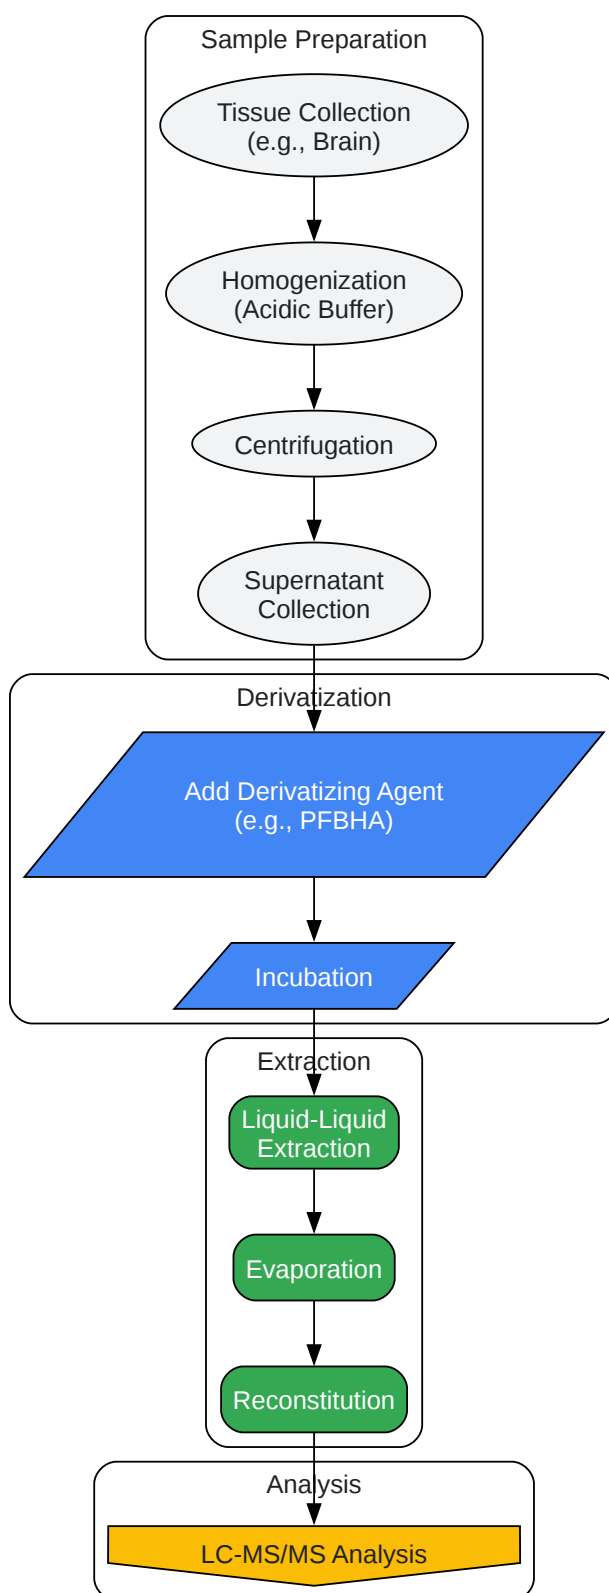 Sample Preparation
Tissue Collection
(e.g., Brain)
Homogenization
(Acidic Buffer)
Centrifugation
Supernatant
Collection
Derivatization
Add Derivatizing Agent
(e.g., PFBHA)
Incubation
Extraction
Liquid-Liquid
Extraction
Evaporation
Reconstitution
Analysis
LC-MS/MS Analysis